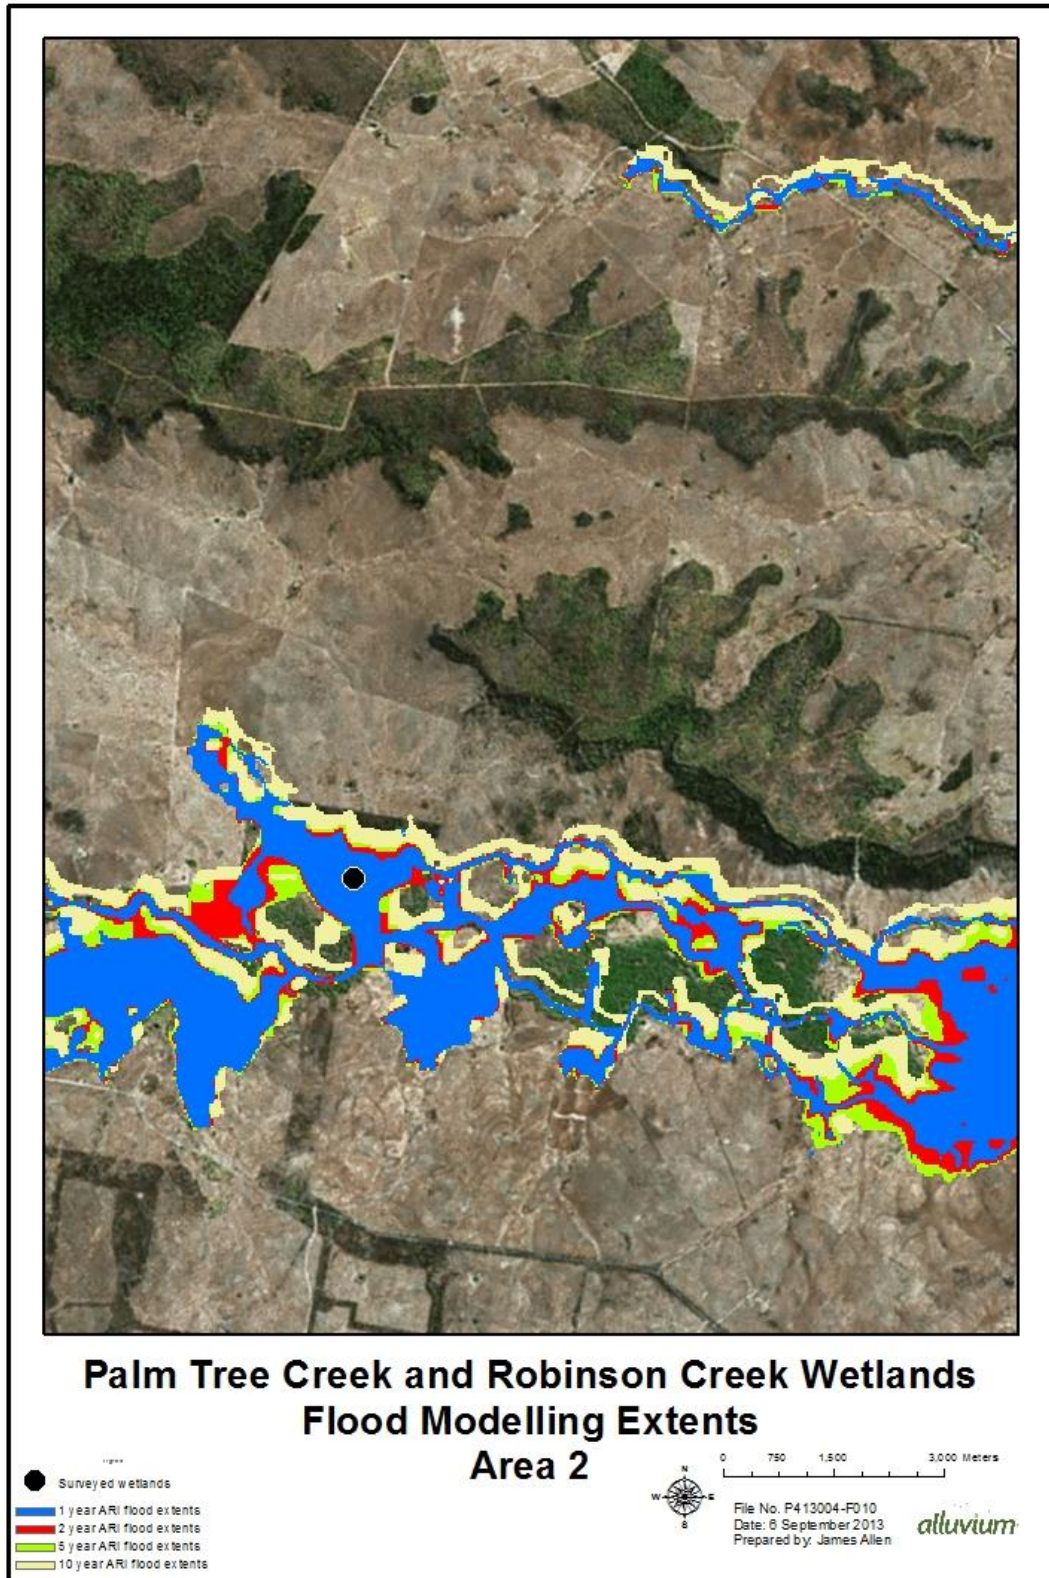 Palm Tree Creek and Robinson Creek Wetlands
Flood Modelling Extents
Area 2
Legend
Surveyed wetlands
1 year ARI flood extents
2 year ARI flood extents
5 year ARI flood extents
10 year ARI flood extents
N
W
E
S
0 750 1,500 3,000 Meters
File No. P413004-F010
Date: 6 September 2013
Prepared by: James Allen
alluvium